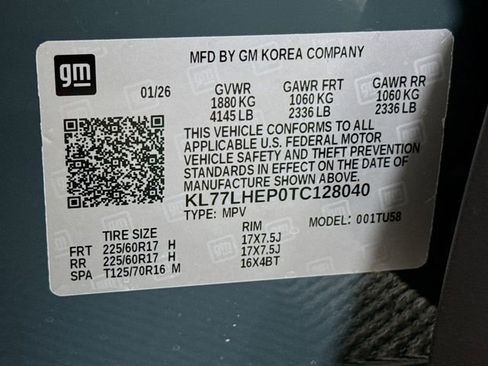 gm
MFD BY GM KOREA COMPANY
01/26 GVWR GAWR FRT GAWR RR
1880 KG 1060 KG 1060 KG
4145 LB 2336 LB 2336 LB
THIS VEHICLE CONFORMS TO ALL
APPLICABLE U.S. FEDERAL MOTOR
VEHICLE SAFETY AND THEFT PREVENTION
STANDARDS IN EFFECT ON THE DATE OF
MANUFACTURE SHOWN ABOVE.
KL77LHEP0TC128040
TYPE: MPV MODEL: 001TU58
TIRE SIZE RIM
FRT 225/60R17 H 17X7.5J
RR 225/60R17 H 17X7.5J
SPA T125/70R16 M 16X4BT